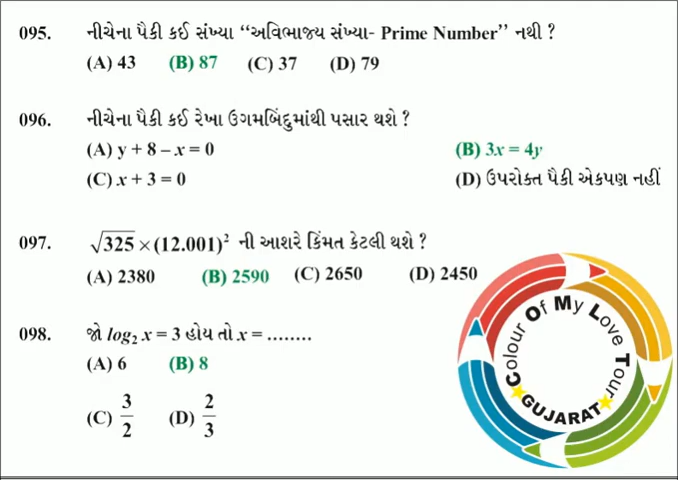 095. નીચેના પૈકી કઈ સંખ્યા “અવિભાજ્ય સંખ્યા- Prime Number” નથી ?
(A) 43 (B) 87 (C) 37 (D) 79
096. નીચેના પૈકી કઈ રેખા ઉગમબિંદુમાંથી પસાર થશે ?
(A) y + 8 – x = 0 (B) 3x = 4y
(C) x + 3 = 0 (D) ઉપરોક્ત પૈકી એકપણ નહીં
097. √325 × (12.001)² ની આશરે કિંમત કેટલી થશે ?
(A) 2380 (B) 2590 (C) 2650 (D) 2450
098. જો log₂ x = 3 હોય તો x = ........
(A) 6 (B) 8
(C) 3/2 (D) 2/3
Colour Of My Love Tour
GUJARAT